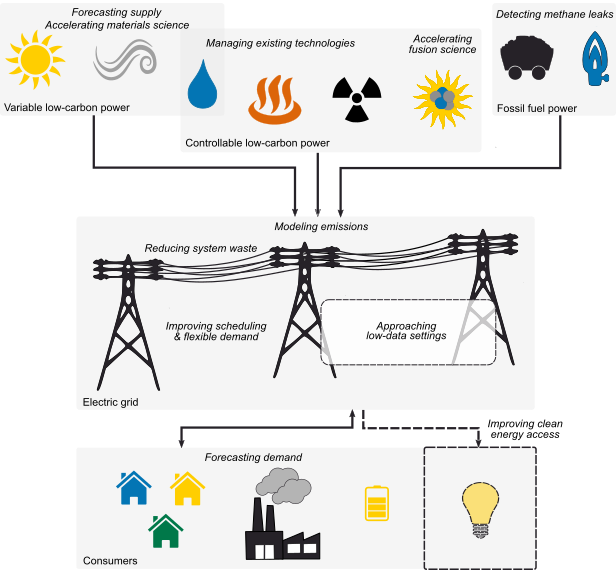 Forecasting supply
Accelerating materials science
Variable low-carbon power
Managing existing technologies
Accelerating
fusion science
Controllable low-carbon power
Detecting methane leaks
Fossil fuel power
Modeling emissions
Reducing system waste
Improving scheduling
& flexible demand
Approaching
low-data settings
Electric grid
Improving clean
energy access
Forecasting demand
Consumers